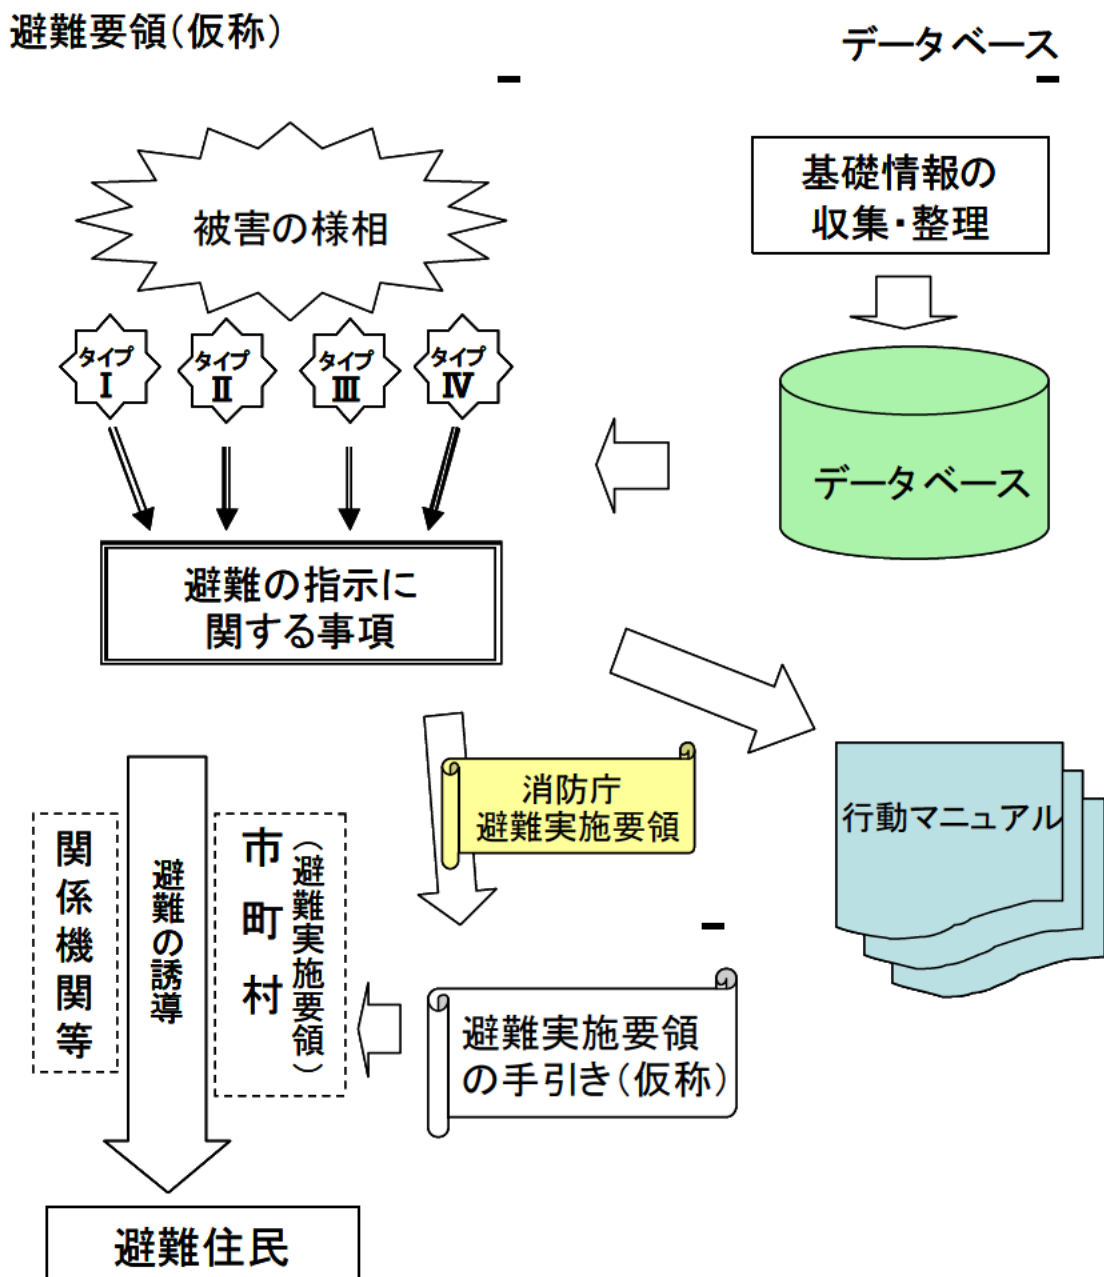 避難要領(仮称)
データベース
基礎情報の
収集・整理
被害の様相
タイプ
Ⅰ
タイプ
Ⅱ
タイプ
Ⅲ
タイプ
Ⅳ
データベース
避難の指示に
関する事項
消防庁
避難実施要領
行動マニュアル
関係機関等
避難の誘導
市町村
(避難実施要領)
避難実施要領
の手引き(仮称)
避難住民